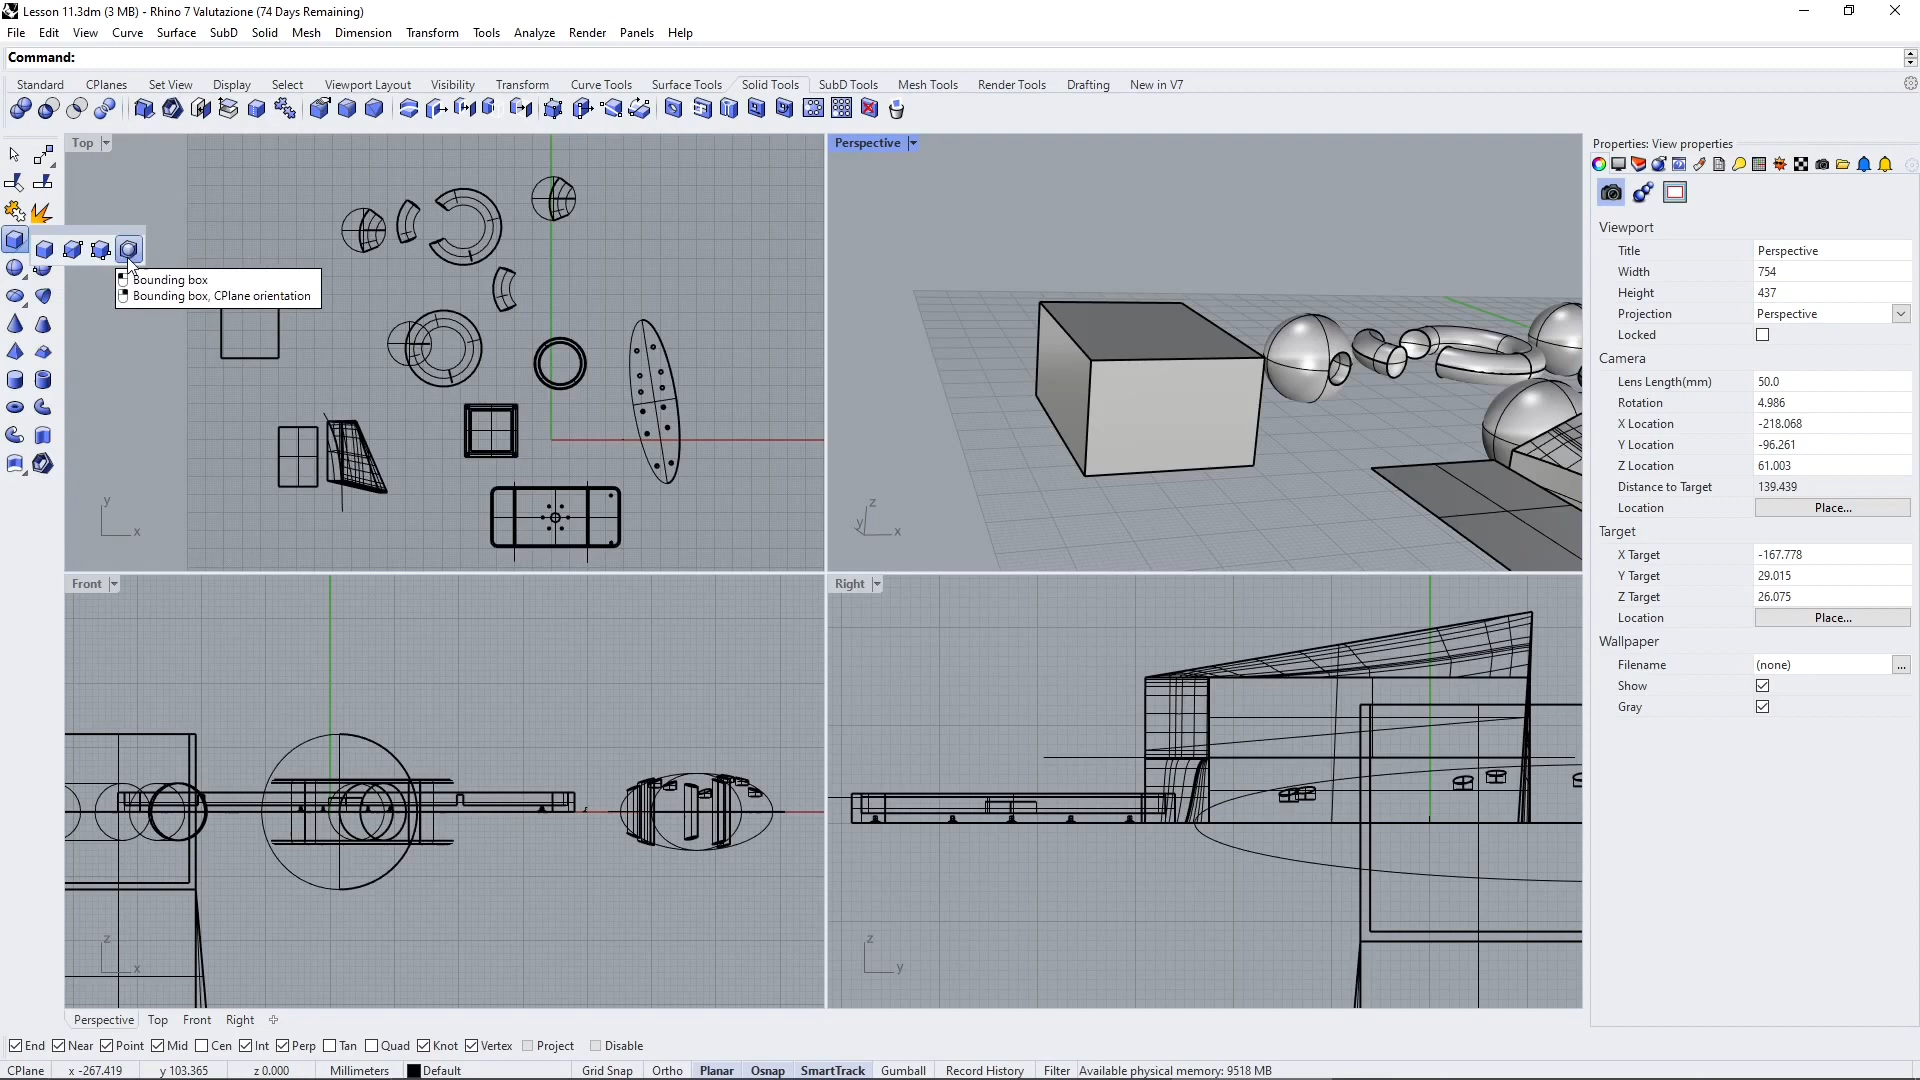 Lesson 11.3dm (3 MB) - Rhino 7 Valutazione (74 Days Remaining)
File Edit View Curve Surface SubD Solid Mesh Dimension Transform Tools Analyze Render Panels Help
Command:
Standard CPlanes Set View Display Select Viewport Layout Visibility Transform Curve Tools Surface Tools Solid Tools SubD Tools Mesh Tools Render Tools Drafting New in V7
Top
Perspective
Properties: View properties
Bounding box
Bounding box, CPlane orientation
Viewport
Title Perspective
Width 754
Height 437
Projection Perspective
Locked
Camera
Lens Length(mm) 50.0
Rotation 4.986
X Location -218.068
Y Location -96.261
Z Location 61.003
Distance to Target 139.439
Location Place...
Target
X Target -167.778
Y Target 29.015
Z Target 26.075
Location Place...
Wallpaper
Filename (none) ...
Show
Gray
y
x
z
y
x
Front
Right
z
x
z
y
Perspective Top Front Right
End Near Point Mid Cen Int Perp Tan Quad Knot Vertex Project Disable
CPlane x -267.419 y 103.365 z 0.000 Millimeters Default Grid Snap Ortho Planar Osnap SmartTrack Gumball Record History Filter Available physical memory: 9518 MB